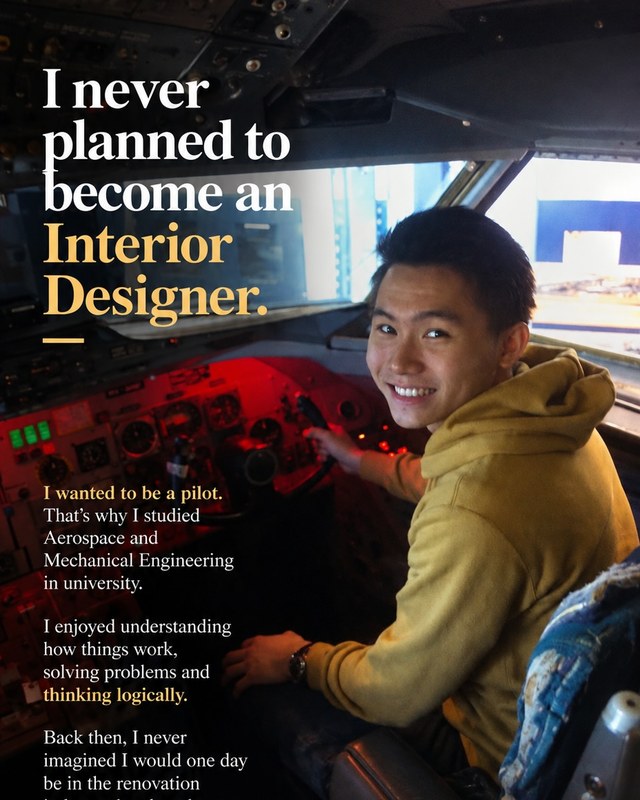 I never
planned to
become an
Interior
Designer.
I wanted to be a pilot.
That’s why I studied
Aerospace and
Mechanical Engineering
in university.
I enjoyed understanding
how things work,
solving problems and
thinking logically.
Back then, I never
imagined I would one day
be in the renovation